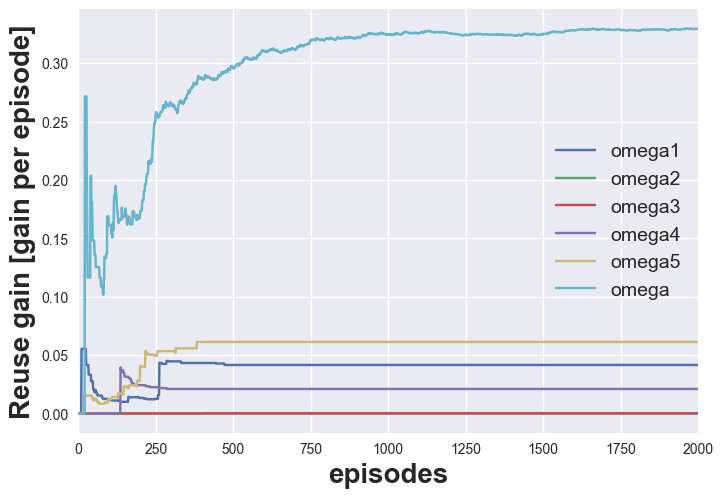 Reuse gain [gain per episode]
0.30
0.25
0.20
0.15
0.10
0.05
0.00
omega1
omega2
omega3
omega4
omega5
omega
0 250 500 750 1000 1250 1500 1750 2000
episodes